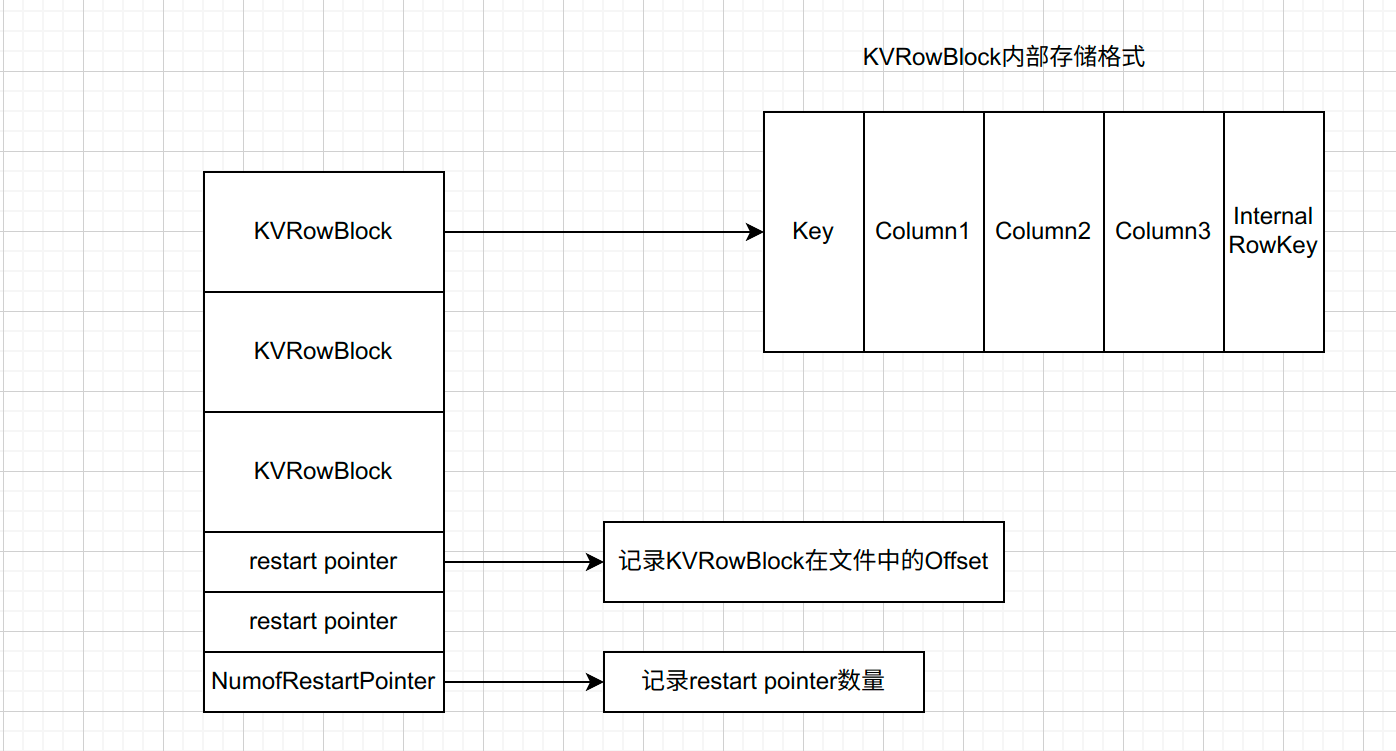 KVRowBlock内部存储格式
KVRowBlock
Key
Column1
Column2
Column3
Internal
RowKey
KVRowBlock
KVRowBlock
restart pointer
记录KVRowBlock在文件中的Offset
restart pointer
NumofRestartPointer
记录restart pointer数量